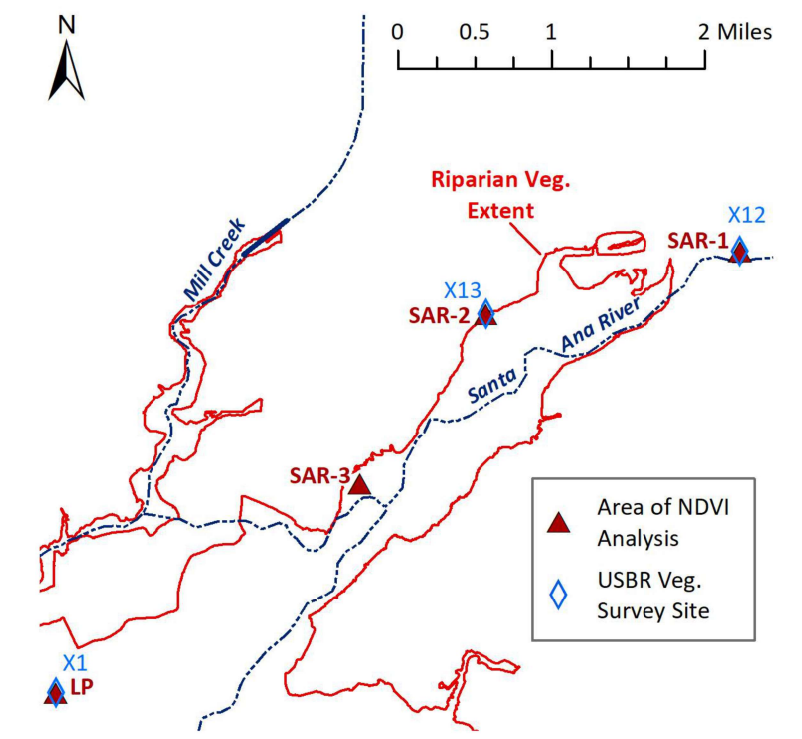 N
0 0.5 1 2 Miles
Riparian Veg.
Extent
X12
SAR-1
Mill Creek
X13
SAR-2
Ana River
Santa
SAR-3
Area of NDVI
Analysis
USBR Veg.
Survey Site
X1
LP